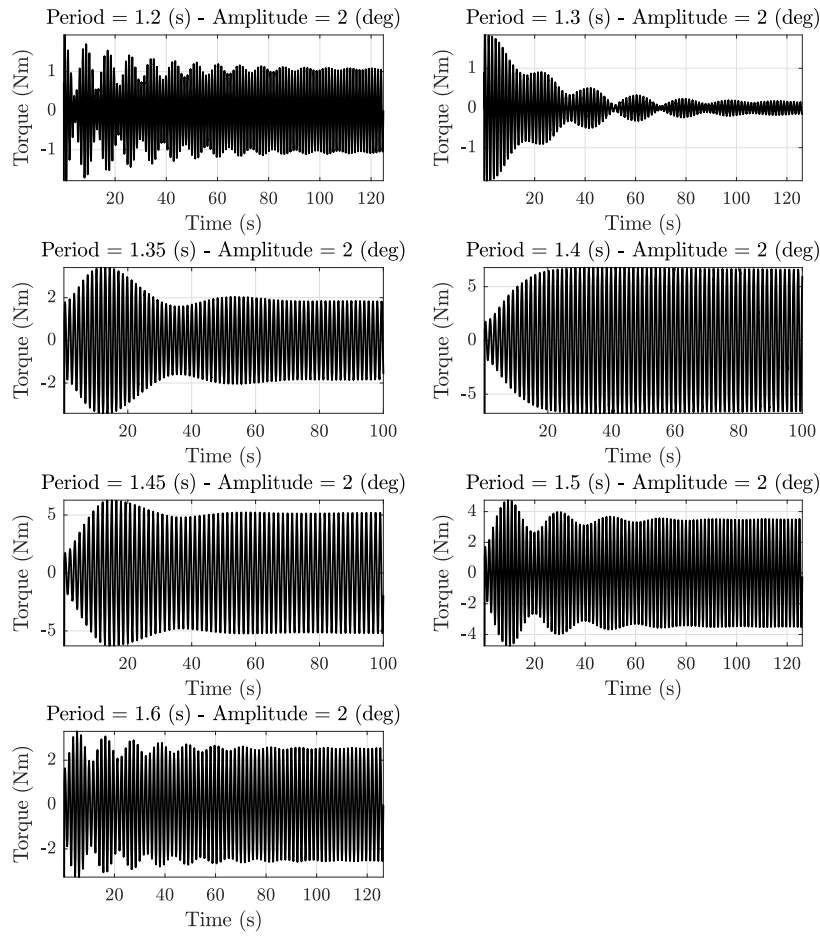 Period = 1.2 (s) - Amplitude = 2 (deg)
Torque (Nm)
1
0
-1
20 40 60 80 100 120
Time (s)
Period = 1.3 (s) - Amplitude = 2 (deg)
Torque (Nm)
1
0
-1
20 40 60 80 100 120
Time (s)
Period = 1.35 (s) - Amplitude = 2 (deg)
Torque (Nm)
2
0
-2
20 40 60 80 100
Time (s)
Period = 1.4 (s) - Amplitude = 2 (deg)
Torque (Nm)
5
0
-5
20 40 60 80 100
Time (s)
Period = 1.45 (s) - Amplitude = 2 (deg)
Torque (Nm)
5
0
-5
20 40 60 80 100
Time (s)
Period = 1.5 (s) - Amplitude = 2 (deg)
Torque (Nm)
4
2
0
-2
-4
20 40 60 80 100 120
Time (s)
Period = 1.6 (s) - Amplitude = 2 (deg)
Torque (Nm)
2
0
-2
20 40 60 80 100 120
Time (s)